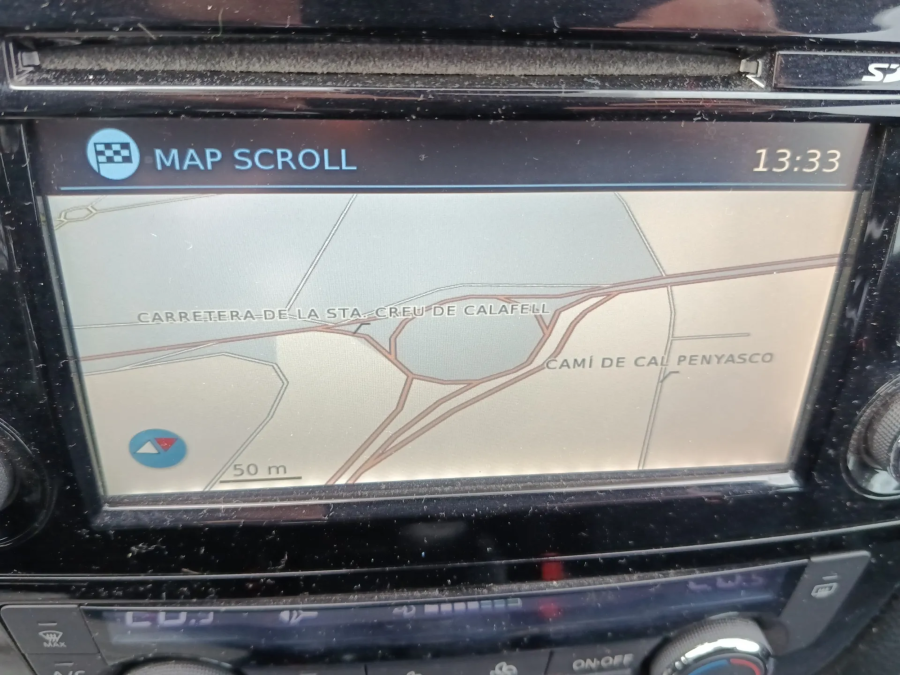 SD
MAP SCROLL
13:33
CARRETERA DE LA STA. CREU DE CALAFELL
CAMÍ DE CAL PENYASCO
50 m
MAX
ON•OFF